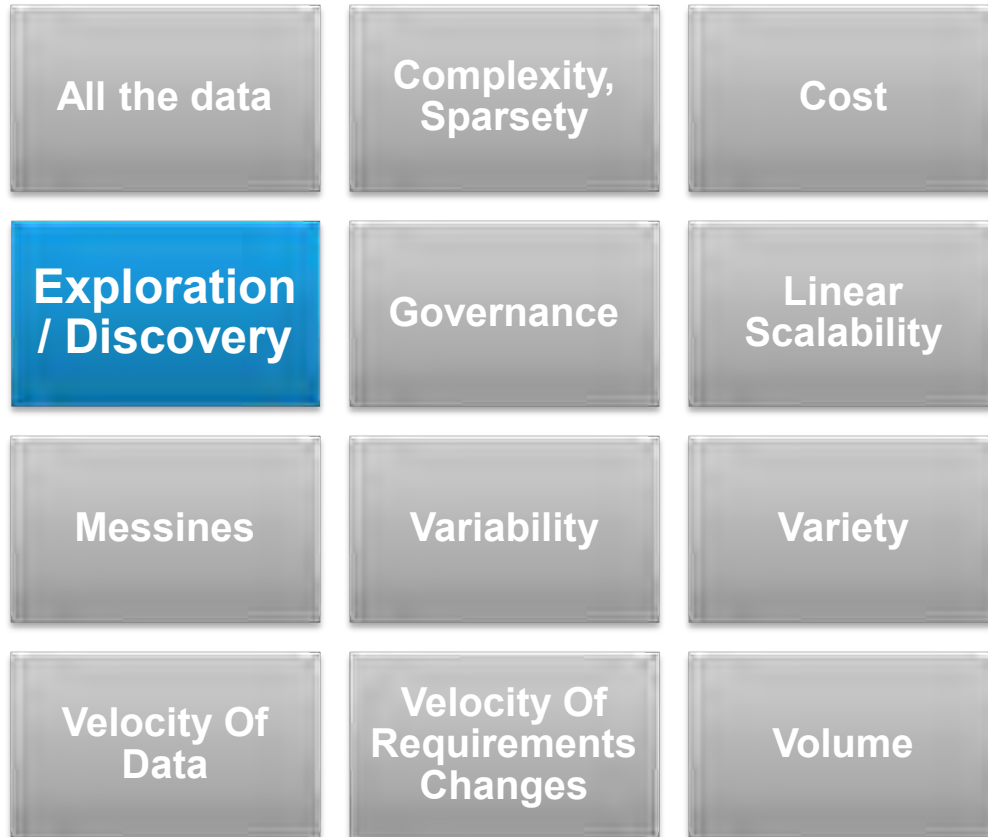 All the data
Complexity,
Sparsety
Cost
Exploration
/ Discovery
Governance
Linear
Scalability
Messines
Variability
Variety
Velocity Of
Data
Velocity Of
Requirements
Changes
Volume